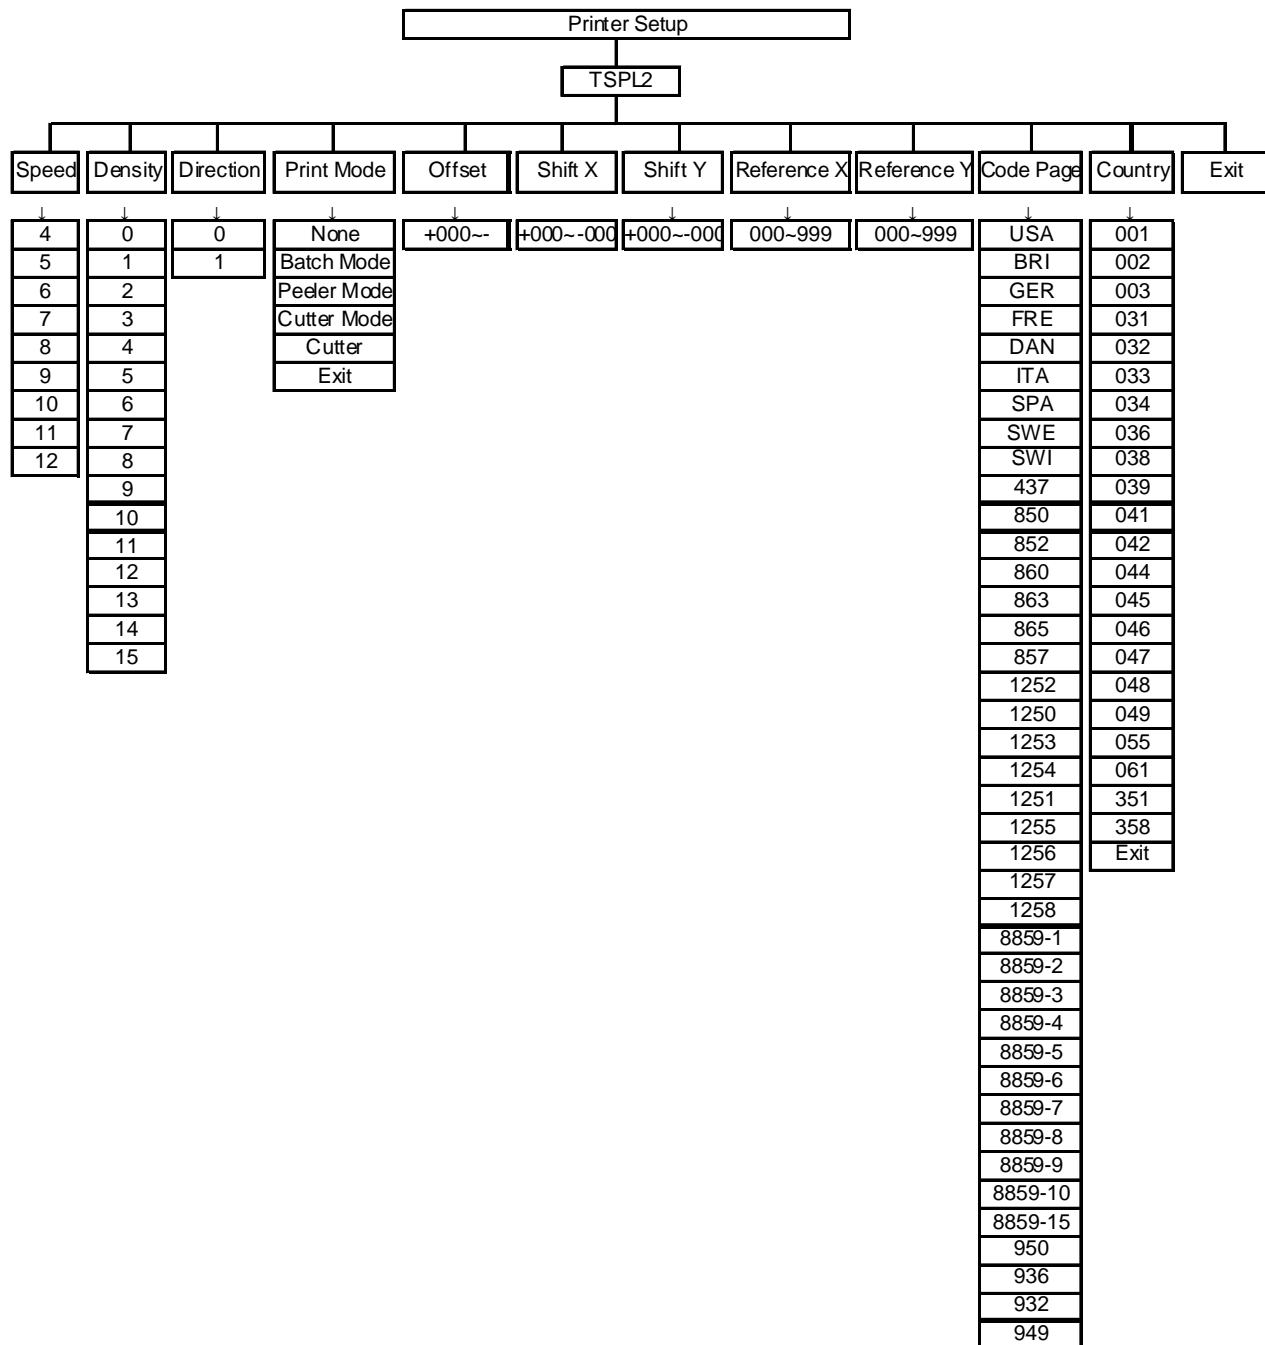 Printer Setup
TSPL2
Speed Density Direction Print Mode Offset Shift X Shift Y Reference X Reference Y Code Page Country Exit
↓ ↓ ↓ ↓ ↓ ↓ ↓ ↓ ↓ ↓ ↓
4 0 0 None +000~- +000~-000 +000~-000 000~999 000~999 USA 001
5 1 1 Batch Mode BRI 002
6 2 Peeler Mode GER 003
7 3 Cutter Mode FRE 031
8 4 Cutter DAN 032
9 5 Exit ITA 033
10 6 SPA 034
11 7 SWE 036
12 8 SWI 038
9 437 039
10 850 041
11 852 042
12 860 044
13 863 045
14 865 046
15 857 047
1252 048
1250 049
1253 055
1254 061
1251 351
1255 358
1256 Exit
1257
1258
8859-1
8859-2
8859-3
8859-4
8859-5
8859-6
8859-7
8859-8
8859-9
8859-10
8859-15
950
936
932
949